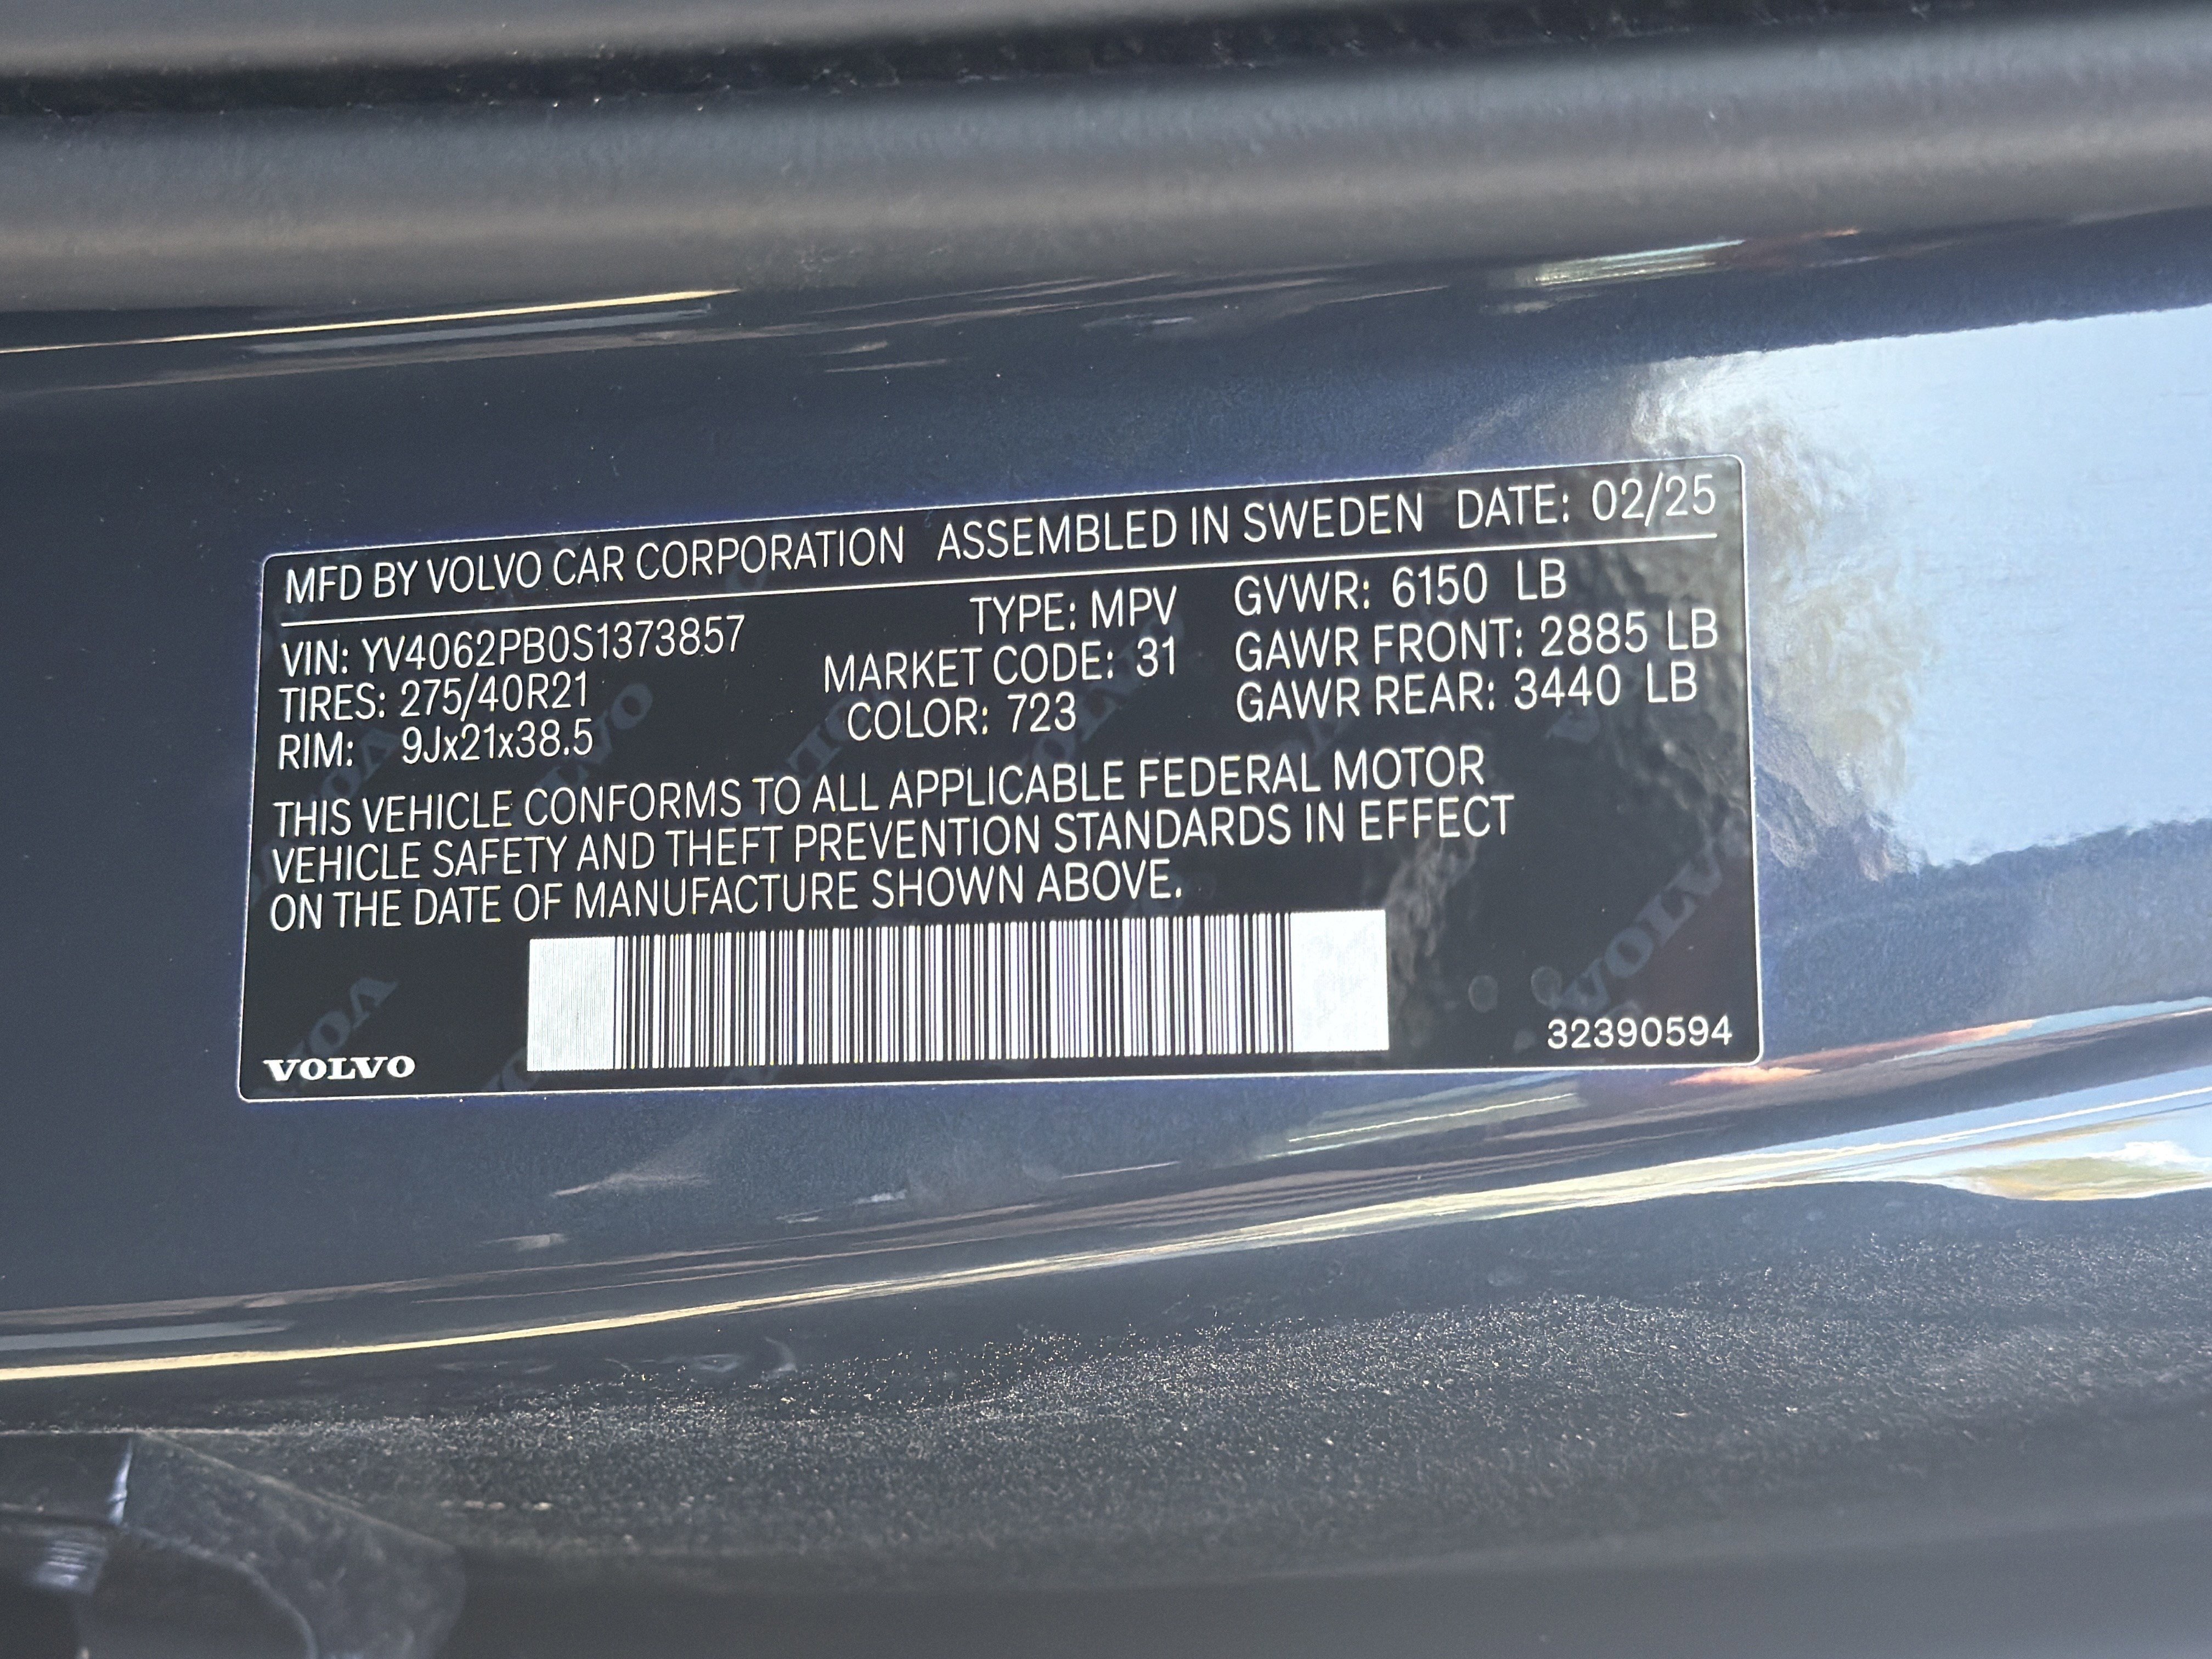 MFD BY VOLVO CAR CORPORATION ASSEMBLED IN SWEDEN DATE: 02/25
VIN: YV4062PB0S1373857 TYPE: MPV GVWR: 6150 LB
TIRES: 275/40R21 MARKET CODE: 31 GAWR FRONT: 2885 LB
RIM: 9Jx21x38.5 COLOR: 723 GAWR REAR: 3440 LB
THIS VEHICLE CONFORMS TO ALL APPLICABLE FEDERAL MOTOR
VEHICLE SAFETY AND THEFT PREVENTION STANDARDS IN EFFECT
ON THE DATE OF MANUFACTURE SHOWN ABOVE.
VOLVO 32390594